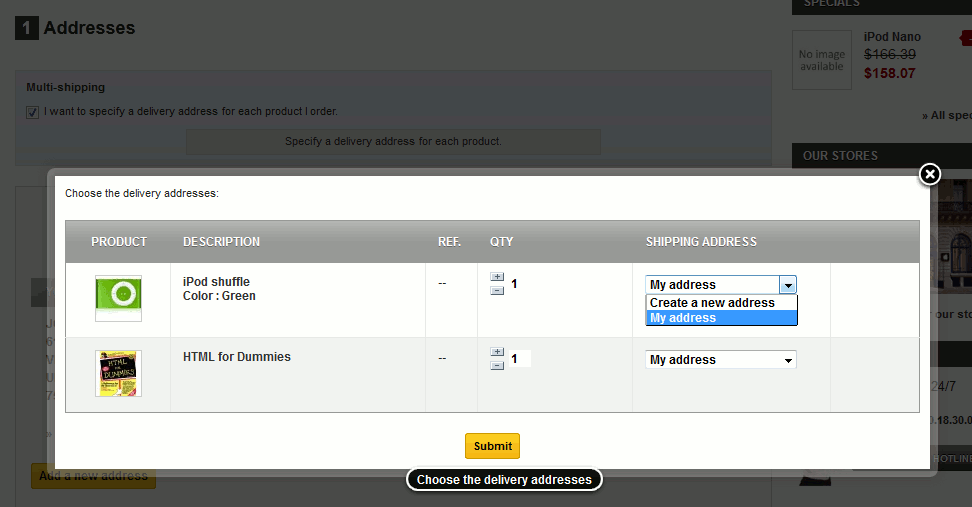 SPECIALS
1 Addresses
No image
available
iPod Nano
$166.39
$158.07
Multi-shipping
I want to specify a delivery address for each product I order.
» All spec
Specify a delivery address for each product.
OUR STORES
Choose the delivery addresses:
PRODUCT DESCRIPTION REF. QTY SHIPPING ADDRESS
iPod shuffle -- 1 My address
Color : Green
Create a new address
My address
HTML for Dummies -- 1 My address
HTML
DUMMIES
r our stor
24/7
0.18.30.0
HOTLINE
»
Submit
Add a new address
Choose the delivery addresses